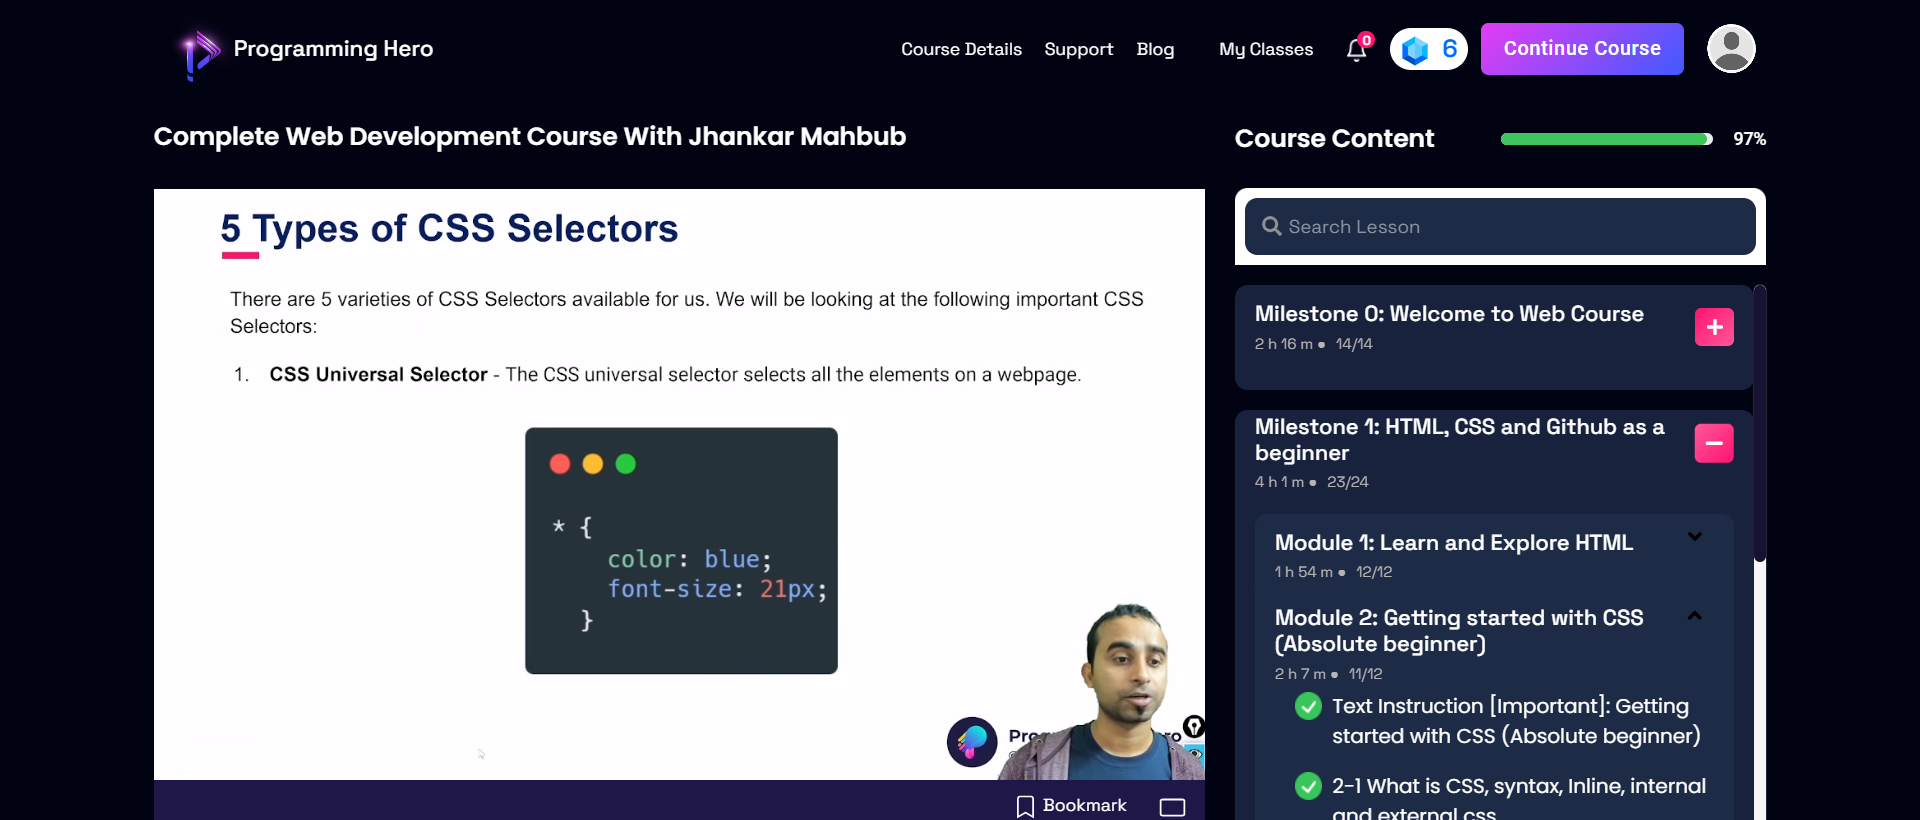 Programming Hero
Course Details
Support
Blog
My Classes
0
6
Continue Course
Complete Web Development Course With Jhankar Mahbub
5 Types of CSS Selectors
There are 5 varieties of CSS Selectors available for us. We will be looking at the following important CSS
Selectors:
1. CSS Universal Selector - The CSS universal selector selects all the elements on a webpage.
* {
color: blue;
font-size: 21px;
}
Bookmark
Course Content
97%
Search Lesson
Milestone 0: Welcome to Web Course
2 h 16 m ● 14/14
Milestone 1: HTML, CSS and Github as a
beginner
4 h 1 m ● 23/24
Module 1: Learn and Explore HTML
1 h 54 m ● 12/12
Module 2: Getting started with CSS
(Absolute beginner)
2 h 7 m ● 11/12
Text Instruction [Important]: Getting
started with CSS (Absolute beginner)
2-1 What is CSS, syntax, Inline, internal
and external css